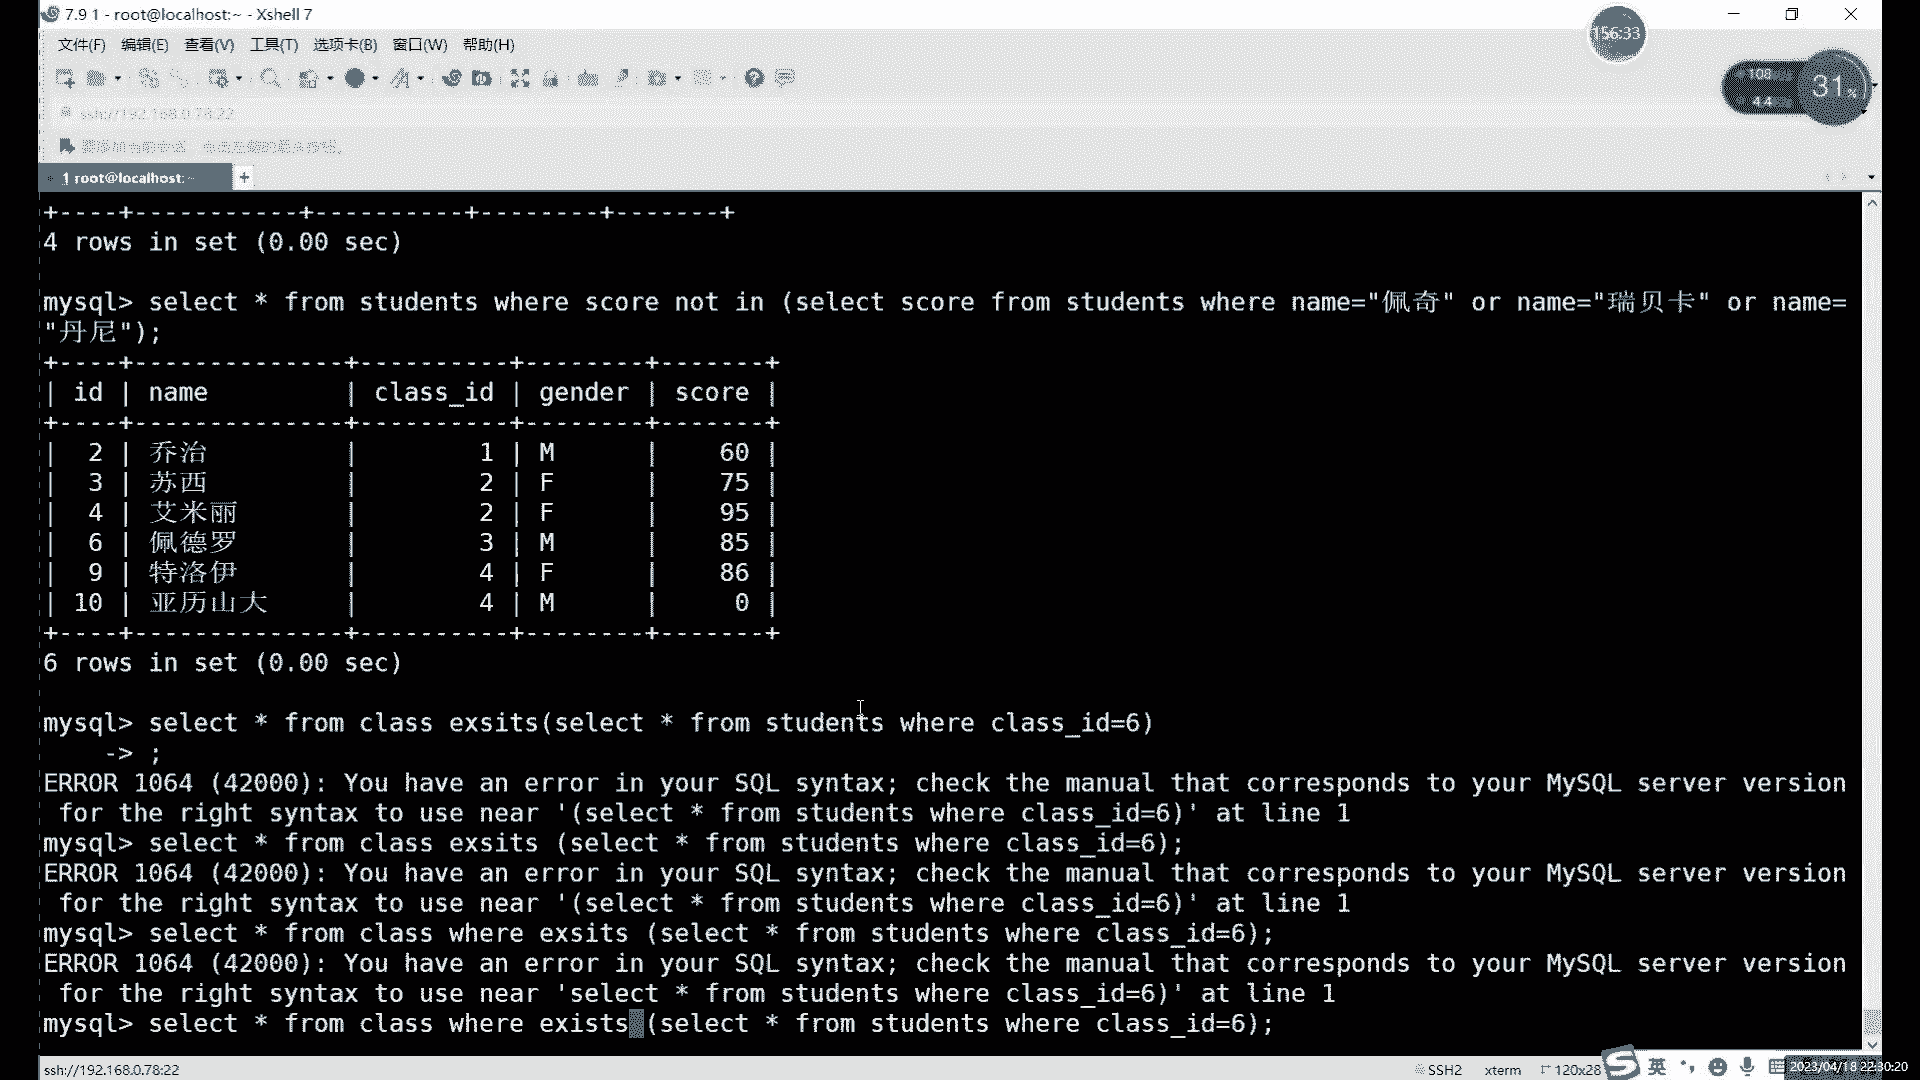 7.9 1 - root@localhost:~ - Xshell 7
156:33
文件(F) 编辑(E) 查看(V) 工具(T) 选项卡(B) 窗口(W) 帮助(H)
108
31%
44
ssh://192.168.0.78:22
1 root@localhost:~ +
+----+-----------+----------+--------+-------+
4 rows in set (0.00 sec)
mysql> select * from students where score not in (select score from students where name="佩奇" or name="瑞贝卡" or name=
"丹尼");
+----+--------------+----------+--------+-------+
| id | name | class_id | gender | score |
+----+--------------+----------+--------+-------+
| 2 | 乔治 | 1 | M | 60 |
| 3 | 苏西 | 2 | F | 75 |
| 4 | 艾米丽 | 2 | F | 95 |
| 6 | 佩德罗 | 3 | M | 85 |
| 9 | 特洛伊 | 4 | F | 86 |
| 10 | 亚历山大 | 4 | M | 0 |
+----+--------------+----------+--------+-------+
6 rows in set (0.00 sec)
mysql> select * from class exsits(select * from students where class_id=6)
-> ;
ERROR 1064 (42000): You have an error in your SQL syntax; check the manual that corresponds to your MySQL server version
for the right syntax to use near '(select * from students where class_id=6)' at line 1
mysql> select * from class exsits (select * from students where class_id=6);
ERROR 1064 (42000): You have an error in your SQL syntax; check the manual that corresponds to your MySQL server version
for the right syntax to use near '(select * from students where class_id=6)' at line 1
mysql> select * from class where exsits (select * from students where class_id=6);
ERROR 1064 (42000): You have an error in your SQL syntax; check the manual that corresponds to your MySQL server version
for the right syntax to use near 'select * from students where class_id=6)' at line 1
mysql> select * from class where exists (select * from students where class_id=6);
ssh://192.168.0.78:22 SSH2 xterm 120x28 英 2023/04/18 22:30:20